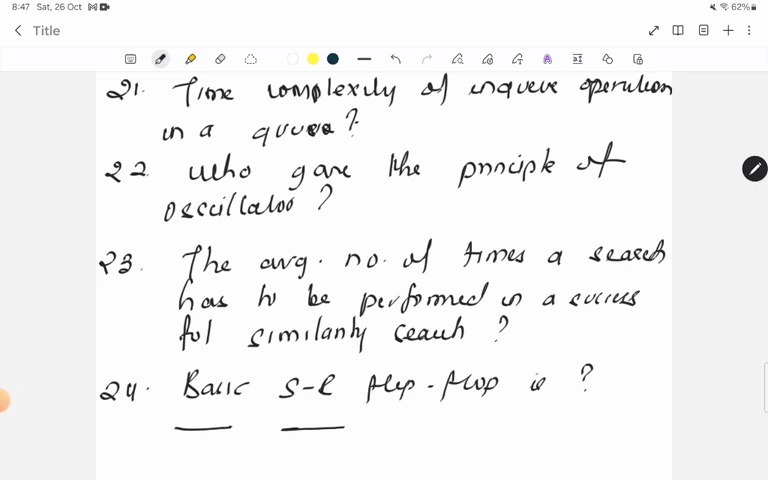 8:47 Sat, 26 Oct
62%
Title
21. Time complexity of inqueue operation
in a queue?
22. who gave the principle of
oscillator ?
23. The avg. no. of times a search
has to be performed in a success
ful similarity search ?
24. Basic S-R flip-flop is ?